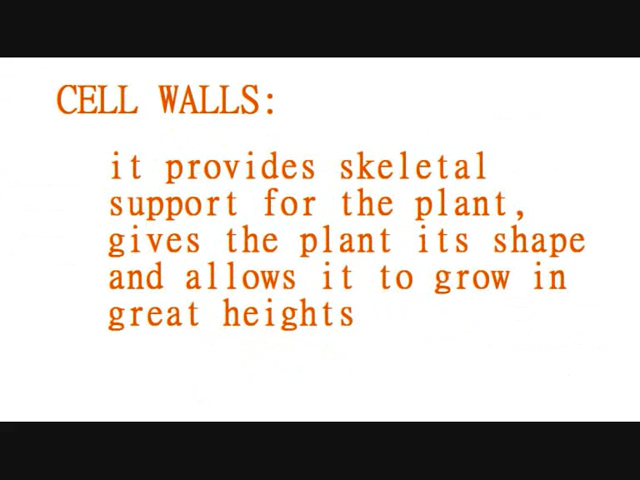 CELL WALLS:
it provides skeletal
support for the plant,
gives the plant its shape
and allows it to grow in
great heights